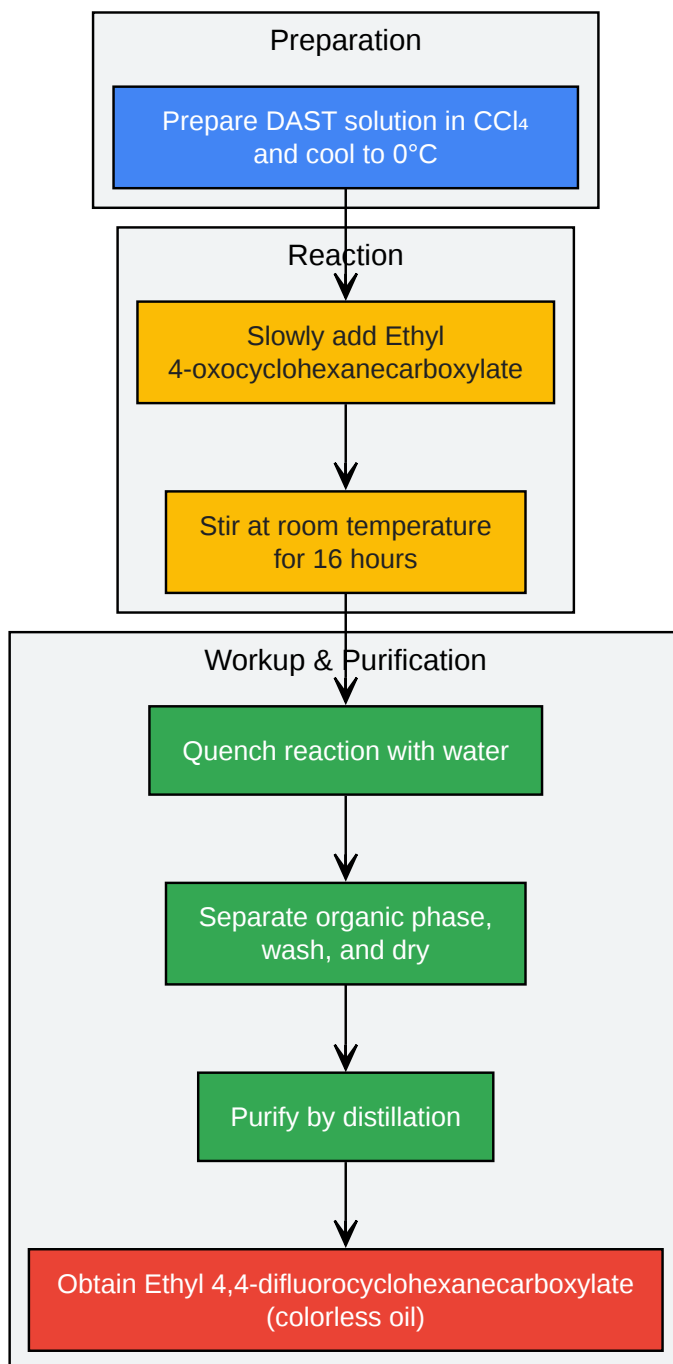 Preparation
Prepare DAST solution in CCl₄
and cool to 0°C
Reaction
Slowly add Ethyl
4-oxocyclohexanecarboxylate
Stir at room temperature
for 16 hours
Workup & Purification
Quench reaction with water
Separate organic phase,
wash, and dry
Purify by distillation
Obtain Ethyl 4,4-difluorocyclohexanecarboxylate
(colorless oil)